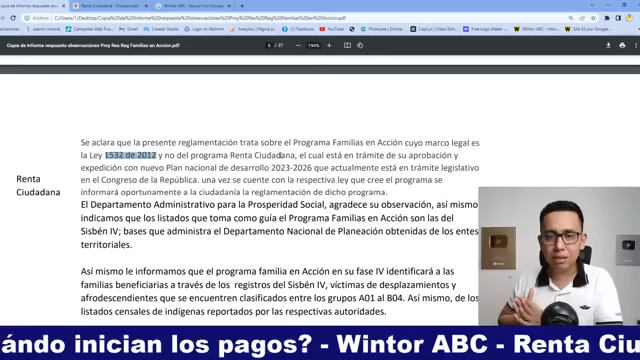 Copia de Informe respuesta observaciones Proy Res Reg Familias en Accion.pdf
5 / 21
194%
Se aclara que la presente reglamentación trata sobre el Programa Familias en Acción cuyo marco legal es
la Ley 1532 de 2012 y no del programa Renta Ciudadana, el cual está en trámite de su aprobación y
expedición con nuevo Plan nacional de desarrollo 2023-2026 que actualmente está en trámite legislativo
en el Congreso de la República. una vez se cuente con la respectiva ley que cree el programa se
informará oportunamente a la ciudadanía la reglamentación de dicho programa.
Renta
Ciudadana
El Departamento Administrativo para la Prosperidad Social, agradece su observación, así mismo
indicamos que los listados que toma como guía el Programa Familias en Acción son las del
Sisbén IV; bases que administra el Departamento Nacional de Planeación obtenidas de los entes
territoriales.
Así mismo le informamos que el programa familia en Acción en su fase IV identificará a las
familias beneficiarias a través de los registros del Sisbén IV, víctimas de desplazamientos y
afrodescendientes que se encuentren clasificados entre los grupos A01 al B04. Así mismo, de
los listados censales de indígenas reportados por las respectivas autoridades.
ándo inician los pagos? - Wintor ABC - Renta Ciu